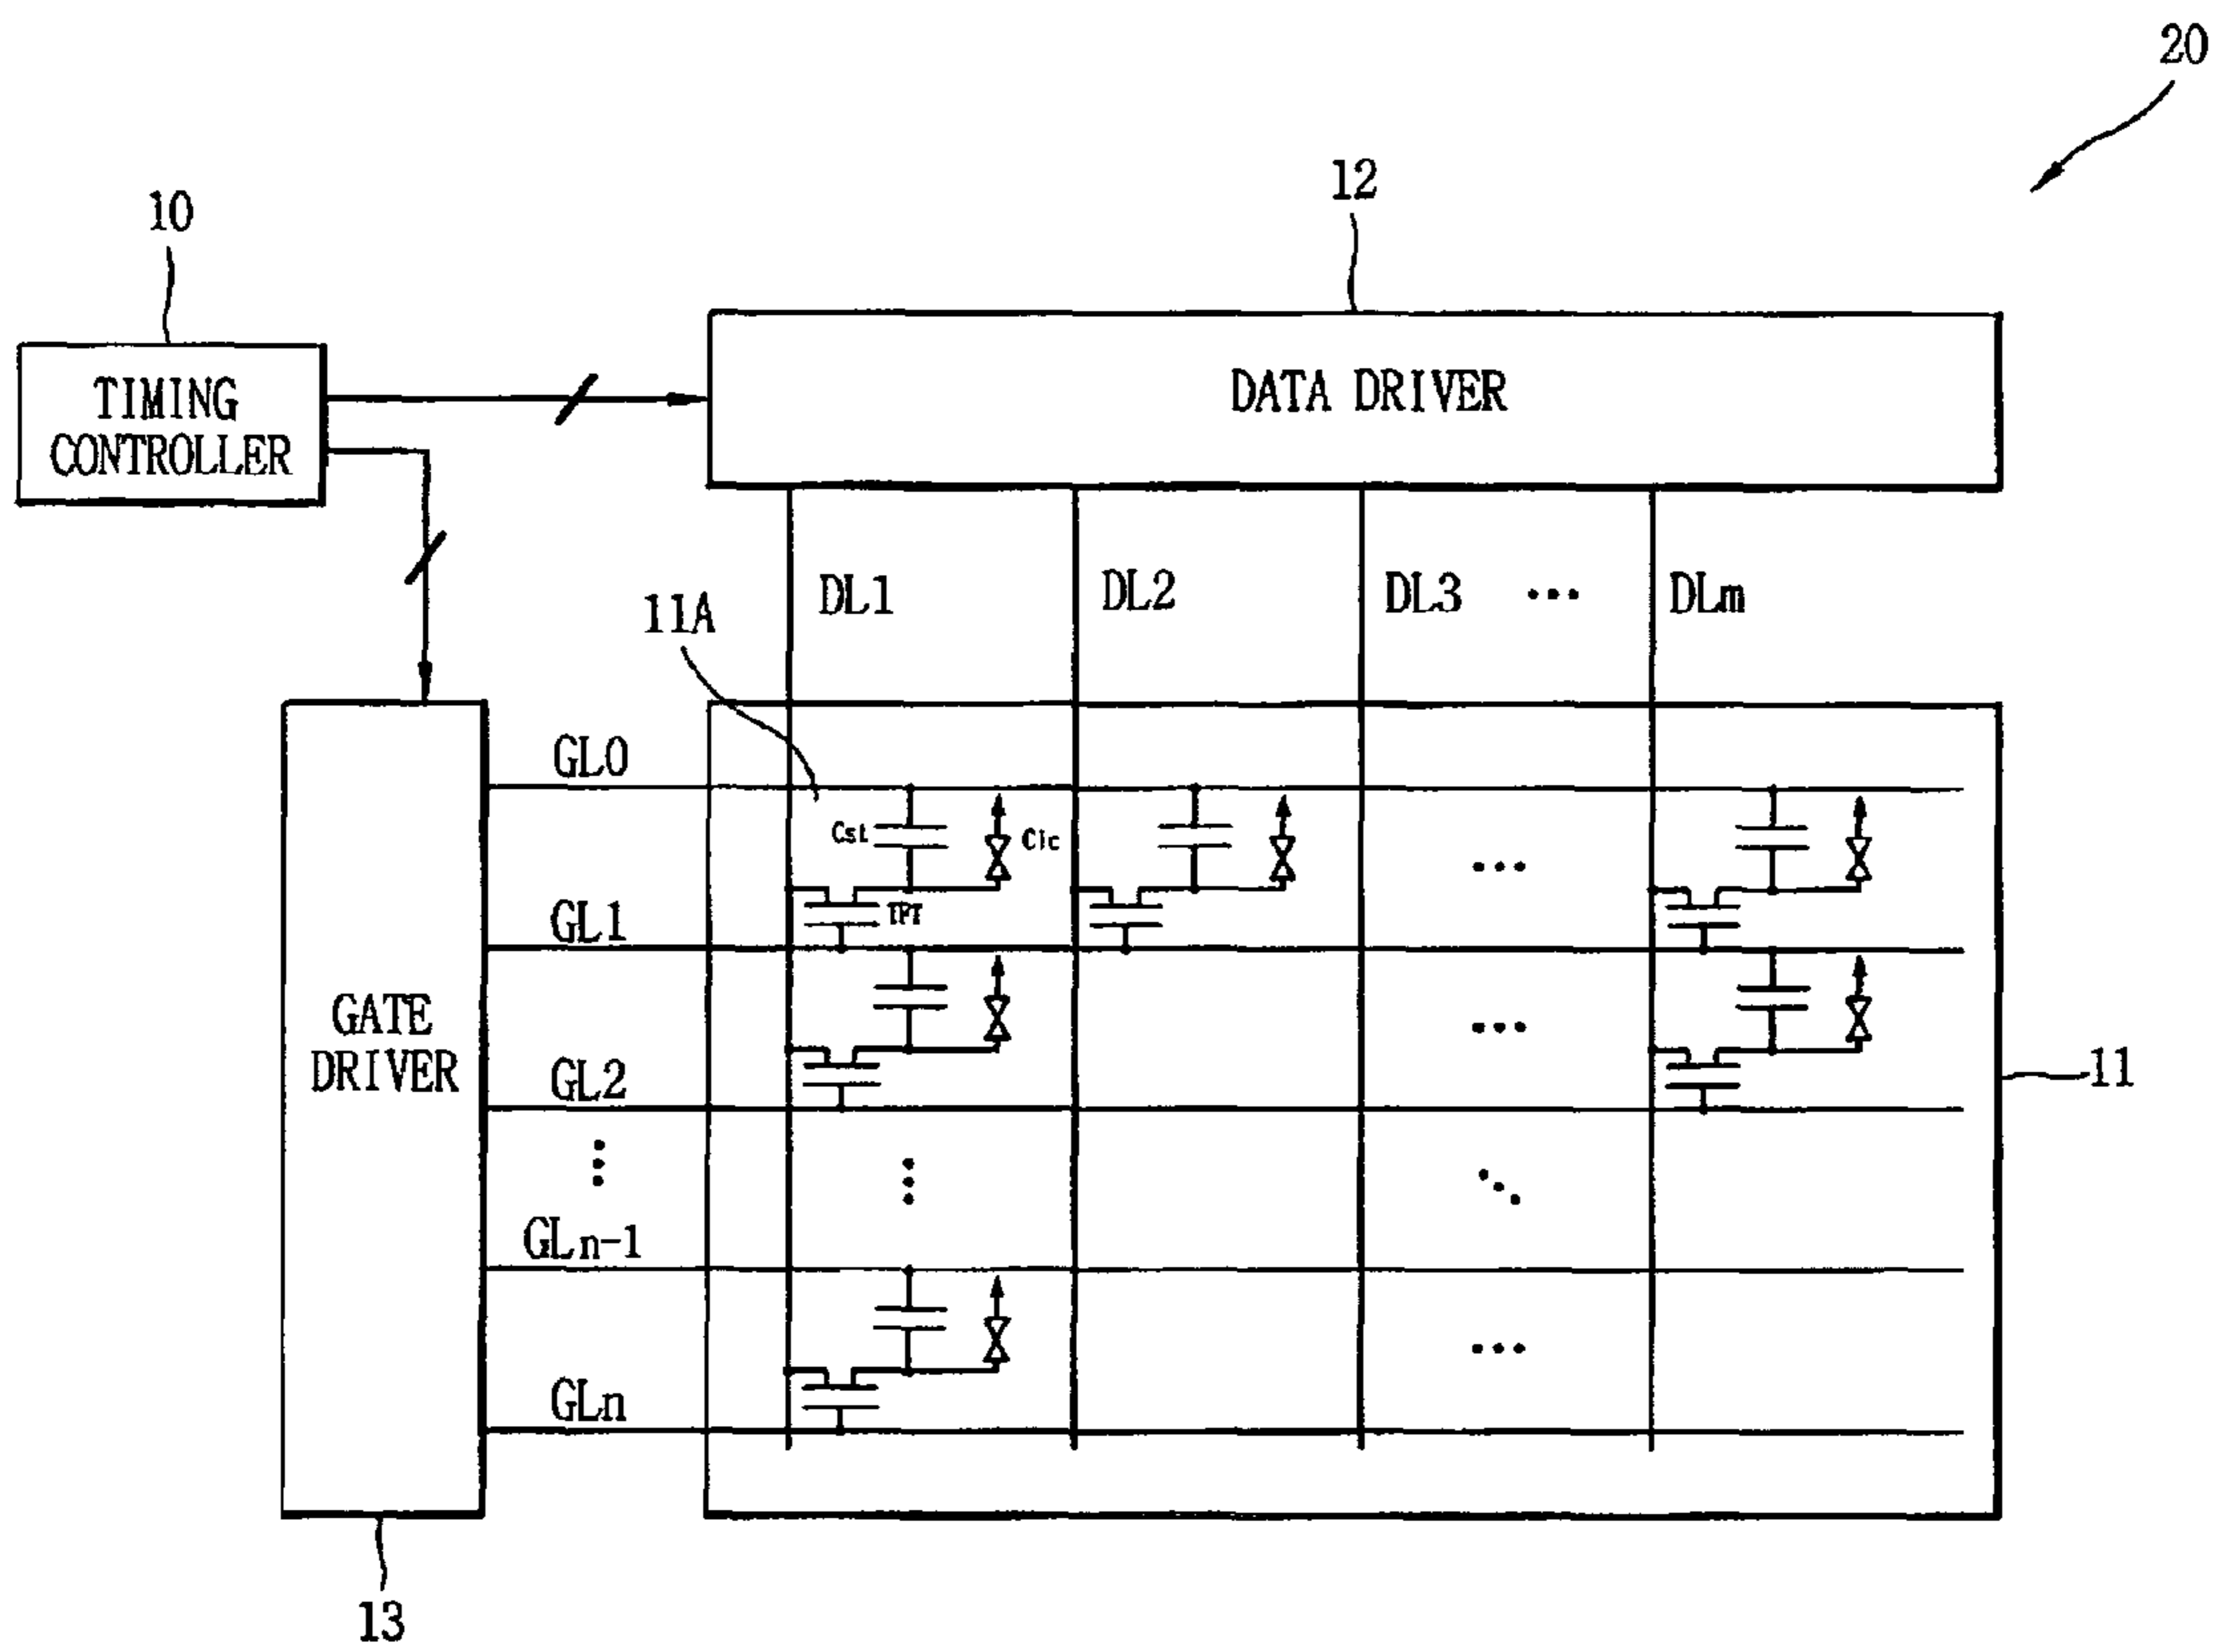 20
12
10
TIMING
CONTROLLER
DATA DRIVER
DL1 DL2 DL3 ... DLm
11A
GL0
Cst
Clc
GL1
TFT
GATE
DRIVER
GL2
11
GLn-1
GLn
13